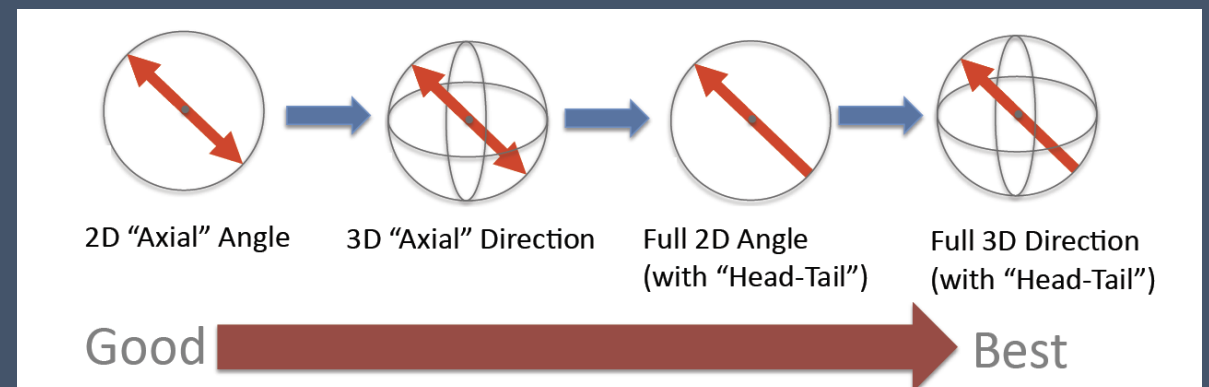 2D “Axial” Angle
3D “Axial” Direction
Full 2D Angle
(with “Head-Tail”)
Full 3D Direction
(with “Head-Tail”)
Good
Best